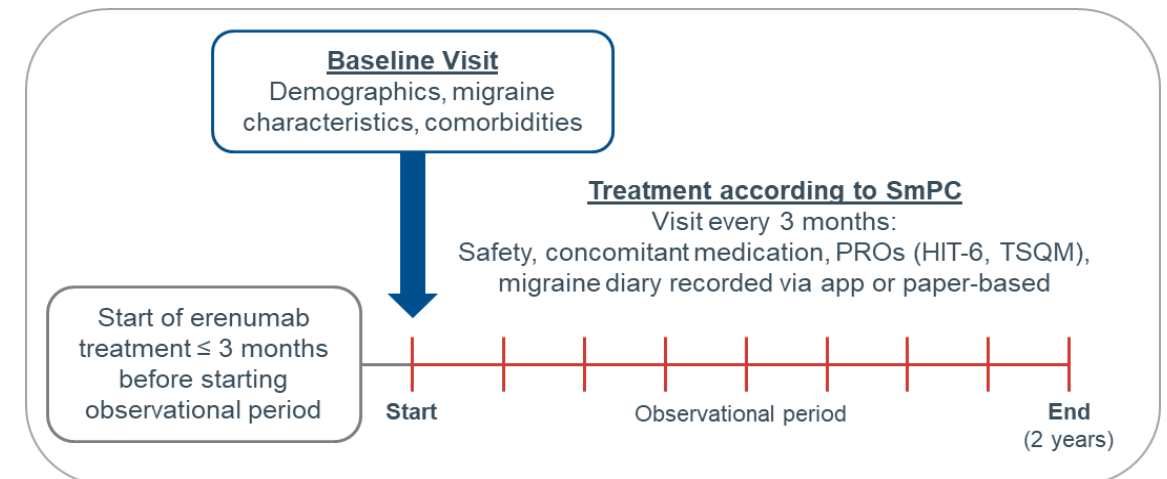 Baseline Visit
Demographics, migraine
characteristics, comorbidities
Treatment according to SmPC
Visit every 3 months:
Safety, concomitant medication, PROs (HIT-6, TSQM),
migraine diary recorded via app or paper-based
Start of erenumab
treatment ≤ 3 months
before starting
observational period
Start
Observational period
End
(2 years)